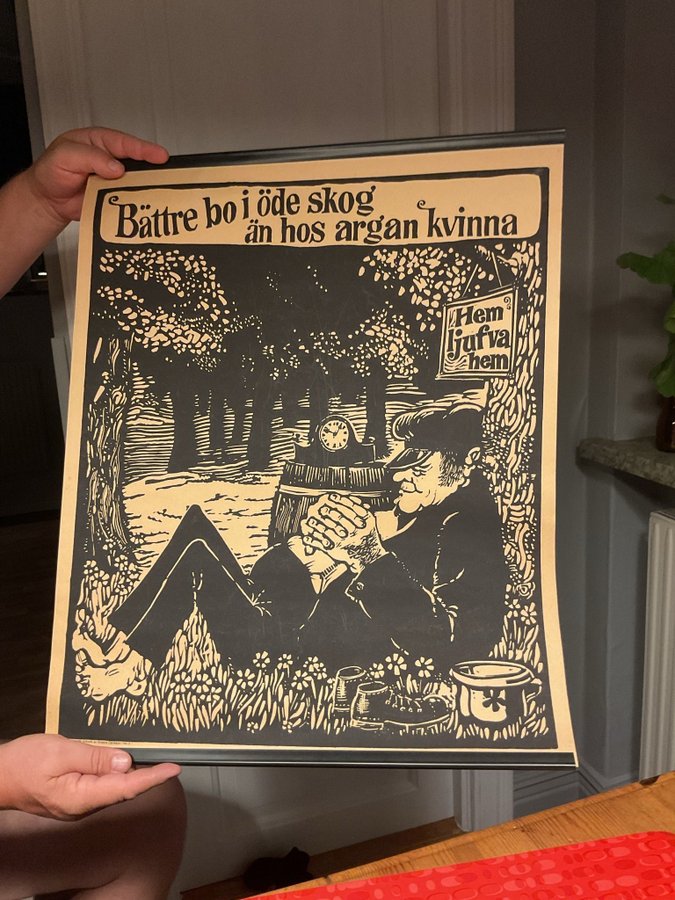 Bättre bo i öde skog
än hos argan kvinna
Hem
ljufva
hem